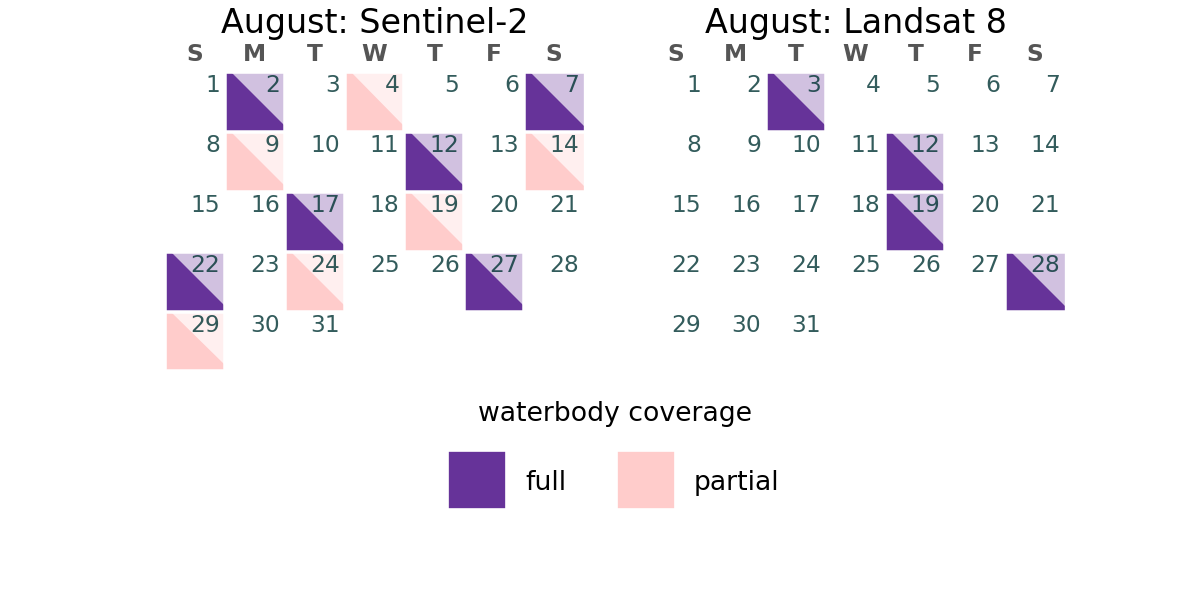 August: Sentinel-2
S M T W T F S
1 2 3 4 5 6 7
8 9 10 11 12 13 14
15 16 17 18 19 20 21
22 23 24 25 26 27 28
29 30 31
August: Landsat 8
S M T W T F S
1 2 3 4 5 6 7
8 9 10 11 12 13 14
15 16 17 18 19 20 21
22 23 24 25 26 27 28
29 30 31
waterbody coverage
full
partial